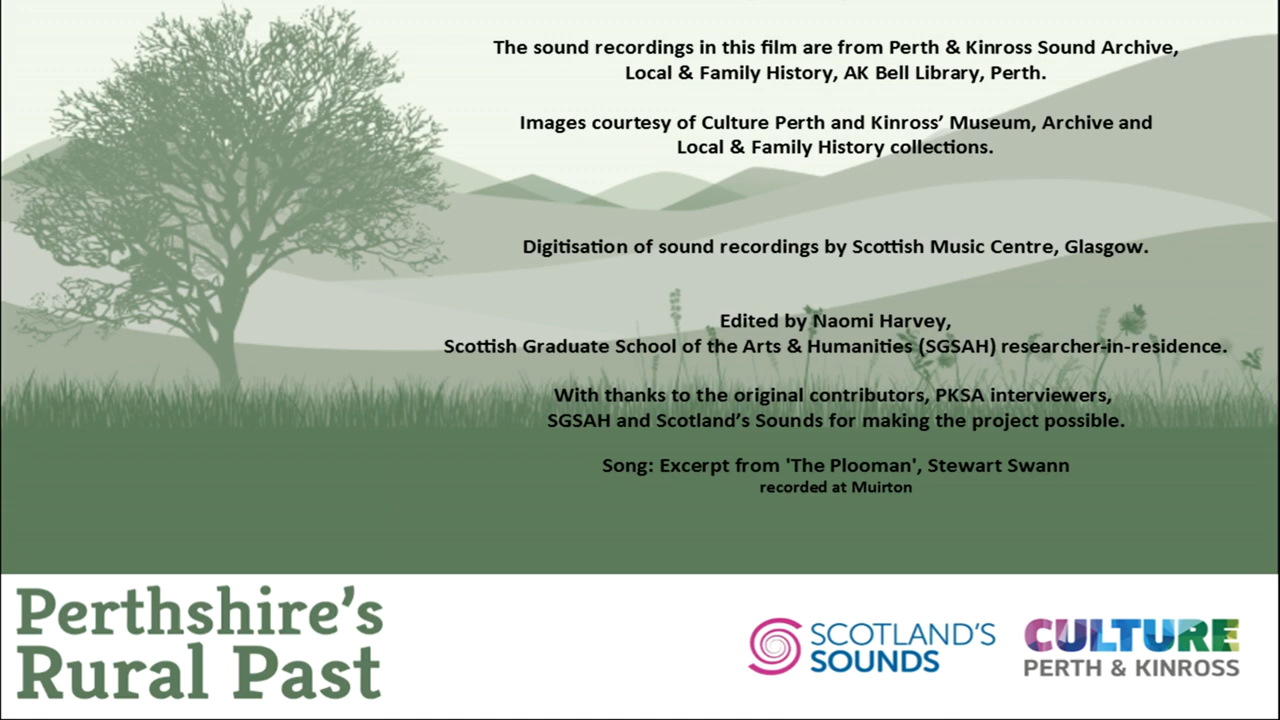 The sound recordings in this film are from Perth & Kinross Sound Archive,
Local & Family History, AK Bell Library, Perth.
Images courtesy of Culture Perth and Kinross’ Museum, Archive and
Local & Family History collections.
Digitisation of sound recordings by Scottish Music Centre, Glasgow.
Edited by Naomi Harvey,
Scottish Graduate School of the Arts & Humanities (SGSAH) researcher-in-residence.
With thanks to the original contributors, PKSA interviewers,
SGSAH and Scotland’s Sounds for making the project possible.
Song: Excerpt from 'The Plooman', Stewart Swann
recorded at Muirton
Perthshire’s
Rural Past
SCOTLAND’S
SOUNDS
CULTURE
PERTH & KINROSS